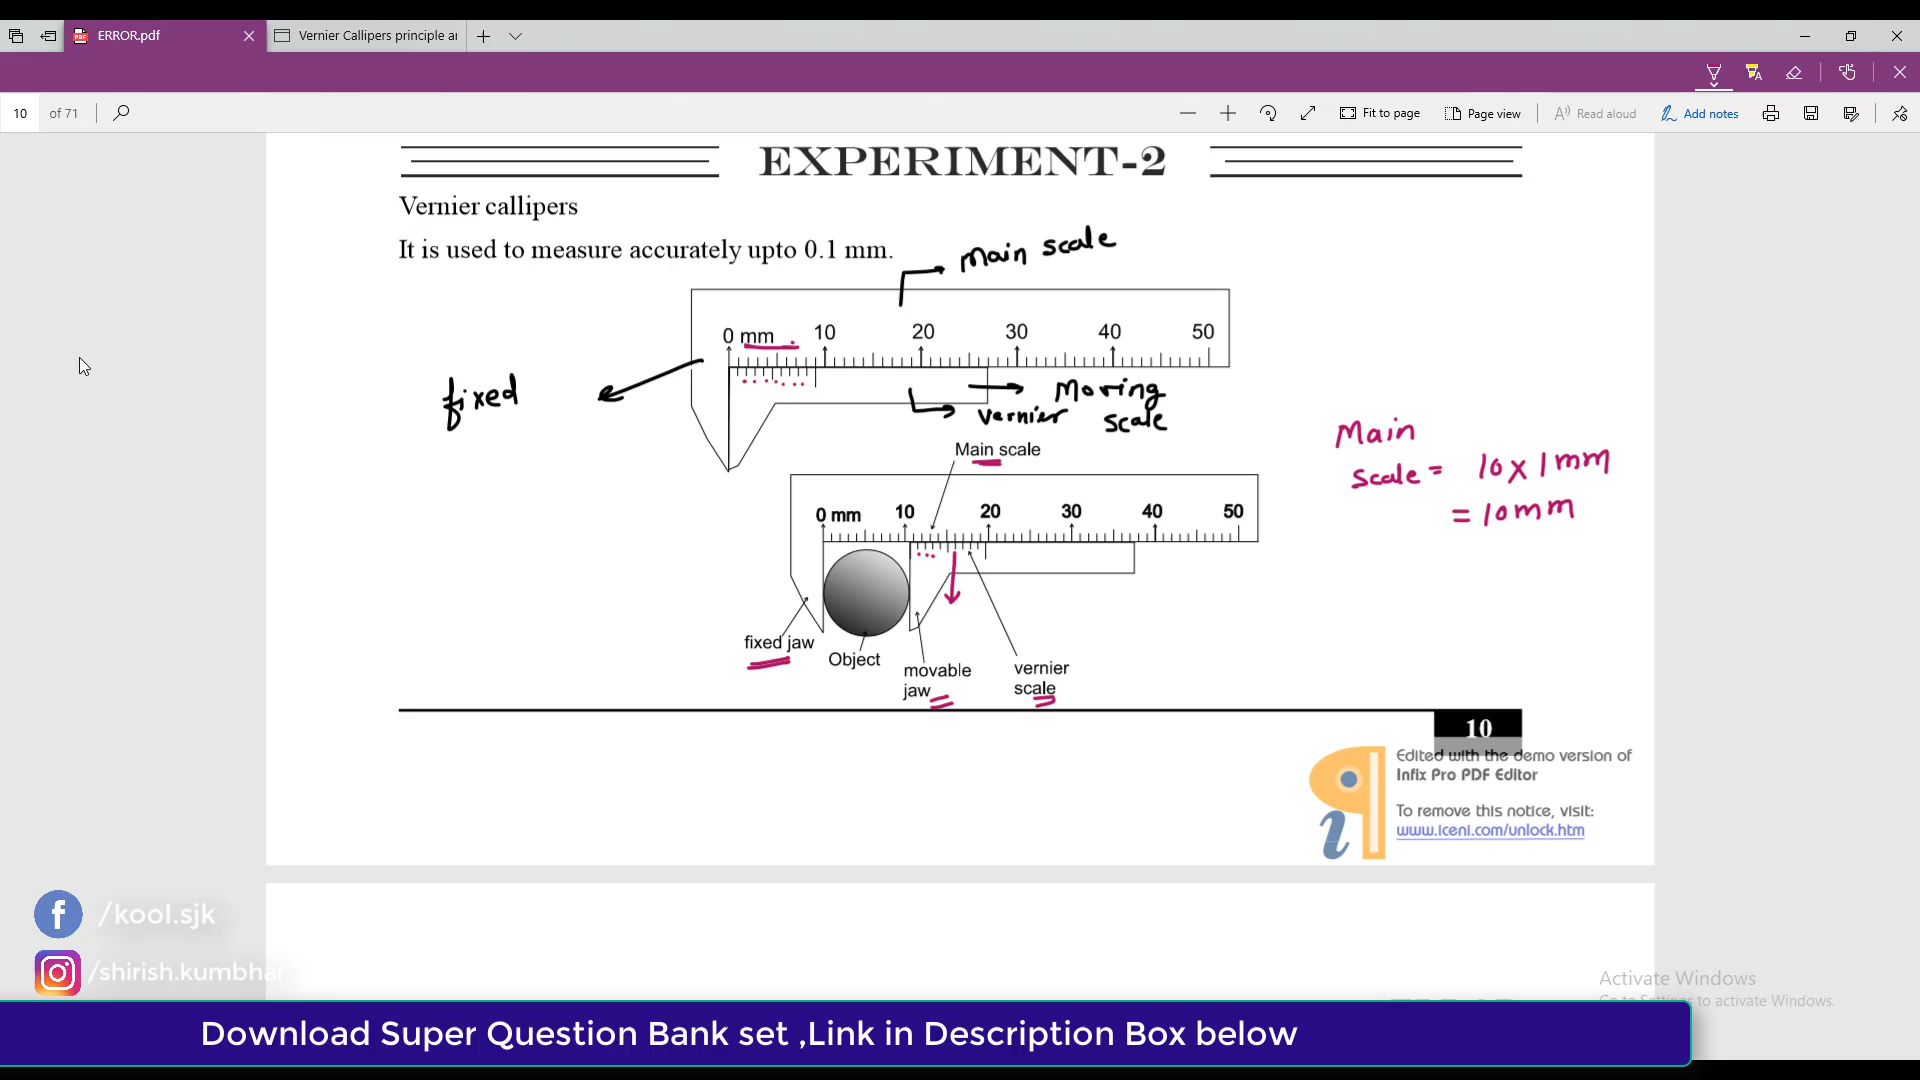 ERROR.pdf
Vernier Callipers principle a
10 of 71
Fit to page
Page view
Read aloud
Add notes
EXPERIMENT-2
Vernier callipers
It is used to measure accurately upto 0.1 mm.
main scale
0 mm 10 20 30 40 50
fixed
Moving
vernier scale
Main scale
Main
scale = 10 x 1mm
= 10mm
0 mm 10 20 30 40 50
fixed jaw
Object
movable
jaw
vernier
scale
10
Edited with the demo version of
Infix Pro PDF Editor
To remove this notice, visit:
www.iceni.com/unlock.htm
/kool.sjk
/shirish.kumbhar
Activate Windows
Go to Settings to activate Windows.
Download Super Question Bank set ,Link in Description Box below